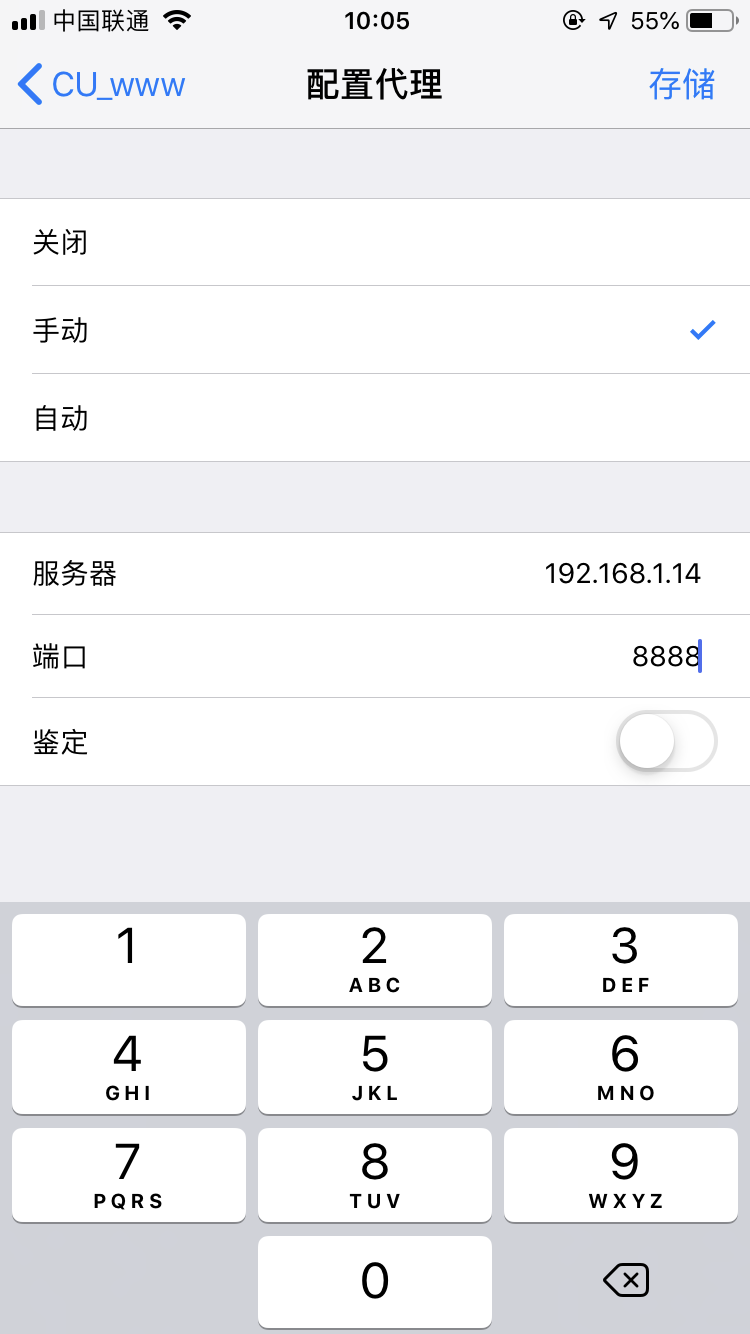 中国联通 10:05 55%
CU_www 配置代理 存储
关闭
手动
自动
服务器 192.168.1.14
端口 8888
鉴定
1 2 3
ABC DEF
4 5 6
GHI JKL MNO
7 8 9
PQRS TUV WXYZ
0